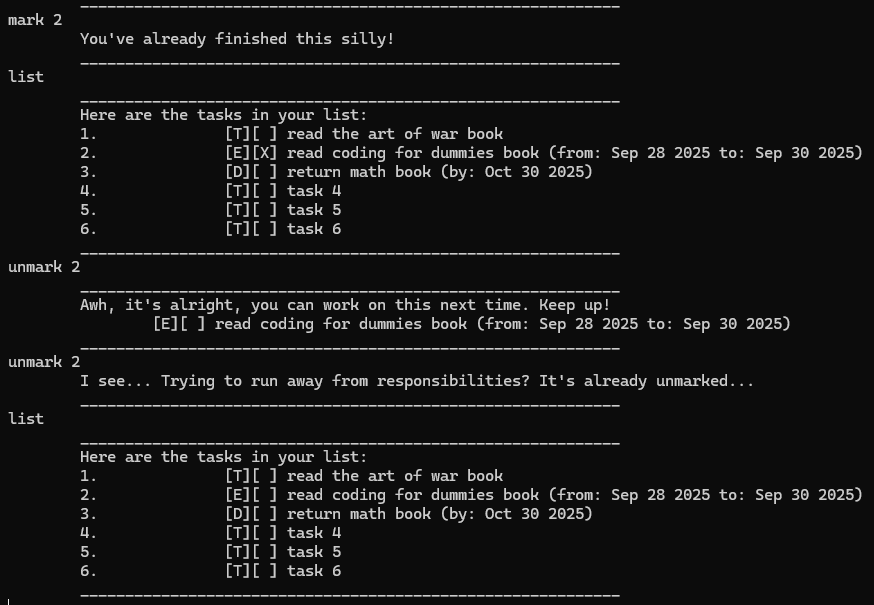 ____________________________________________________________
mark 2
You've already finished this silly!
____________________________________________________________
list
____________________________________________________________
Here are the tasks in your list:
1. [T][ ] read the art of war book
2. [E][X] read coding for dummies book (from: Sep 28 2025 to: Sep 30 2025)
3. [D][ ] return math book (by: Oct 30 2025)
4. [T][ ] task 4
5. [T][ ] task 5
6. [T][ ] task 6
____________________________________________________________
unmark 2
____________________________________________________________
Awh, it's alright, you can work on this next time. Keep up!
[E][ ] read coding for dummies book (from: Sep 28 2025 to: Sep 30 2025)
____________________________________________________________
unmark 2
I see... Trying to run away from responsibilities? It's already unmarked...
____________________________________________________________
list
____________________________________________________________
Here are the tasks in your list:
1. [T][ ] read the art of war book
2. [E][ ] read coding for dummies book (from: Sep 28 2025 to: Sep 30 2025)
3. [D][ ] return math book (by: Oct 30 2025)
4. [T][ ] task 4
5. [T][ ] task 5
6. [T][ ] task 6
____________________________________________________________